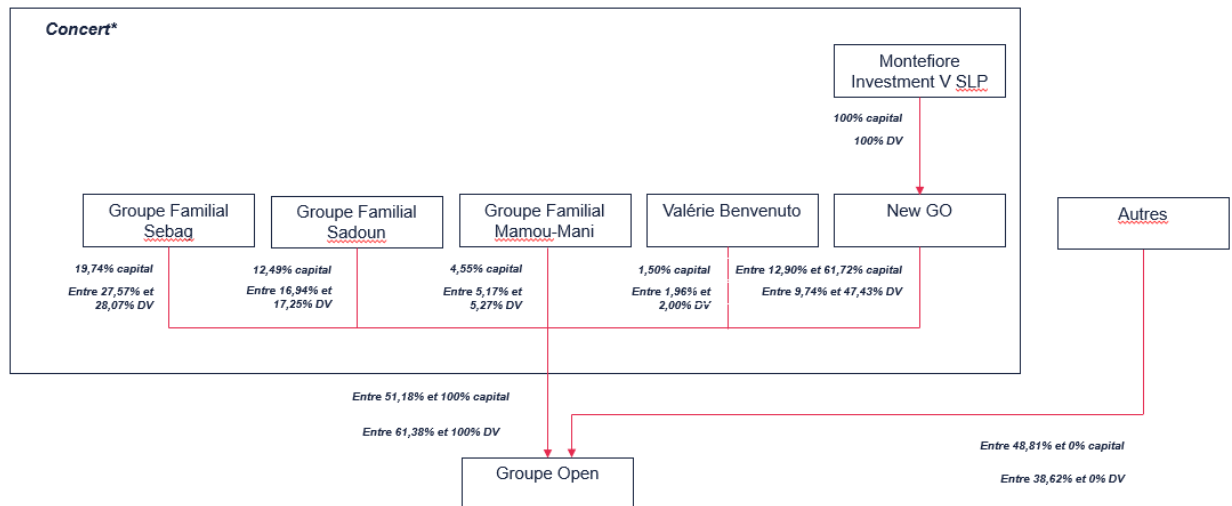 Concert*
Montefiore
Investment V SLP
100% capital
100% DV
Groupe Familial
Sebag
Groupe Familial
Sadoun
Groupe Familial
Mamou-Mani
Valérie Benvenuto
New GO
Autres
19,74% capital
Entre 27,57% et
28,07% DV
12,49% capital
Entre 16,94% et
17,25% DV
4,55% capital
Entre 5,17% et
5,27% DV
1,50% capital
Entre 1,96% et
2,00% DV
Entre 12,90% et 61,72% capital
Entre 9,74% et 47,43% DV
Entre 51,18% et 100% capital
Entre 61,38% et 100% DV
Entre 48,81% et 0% capital
Entre 38,62% et 0% DV
Groupe Open